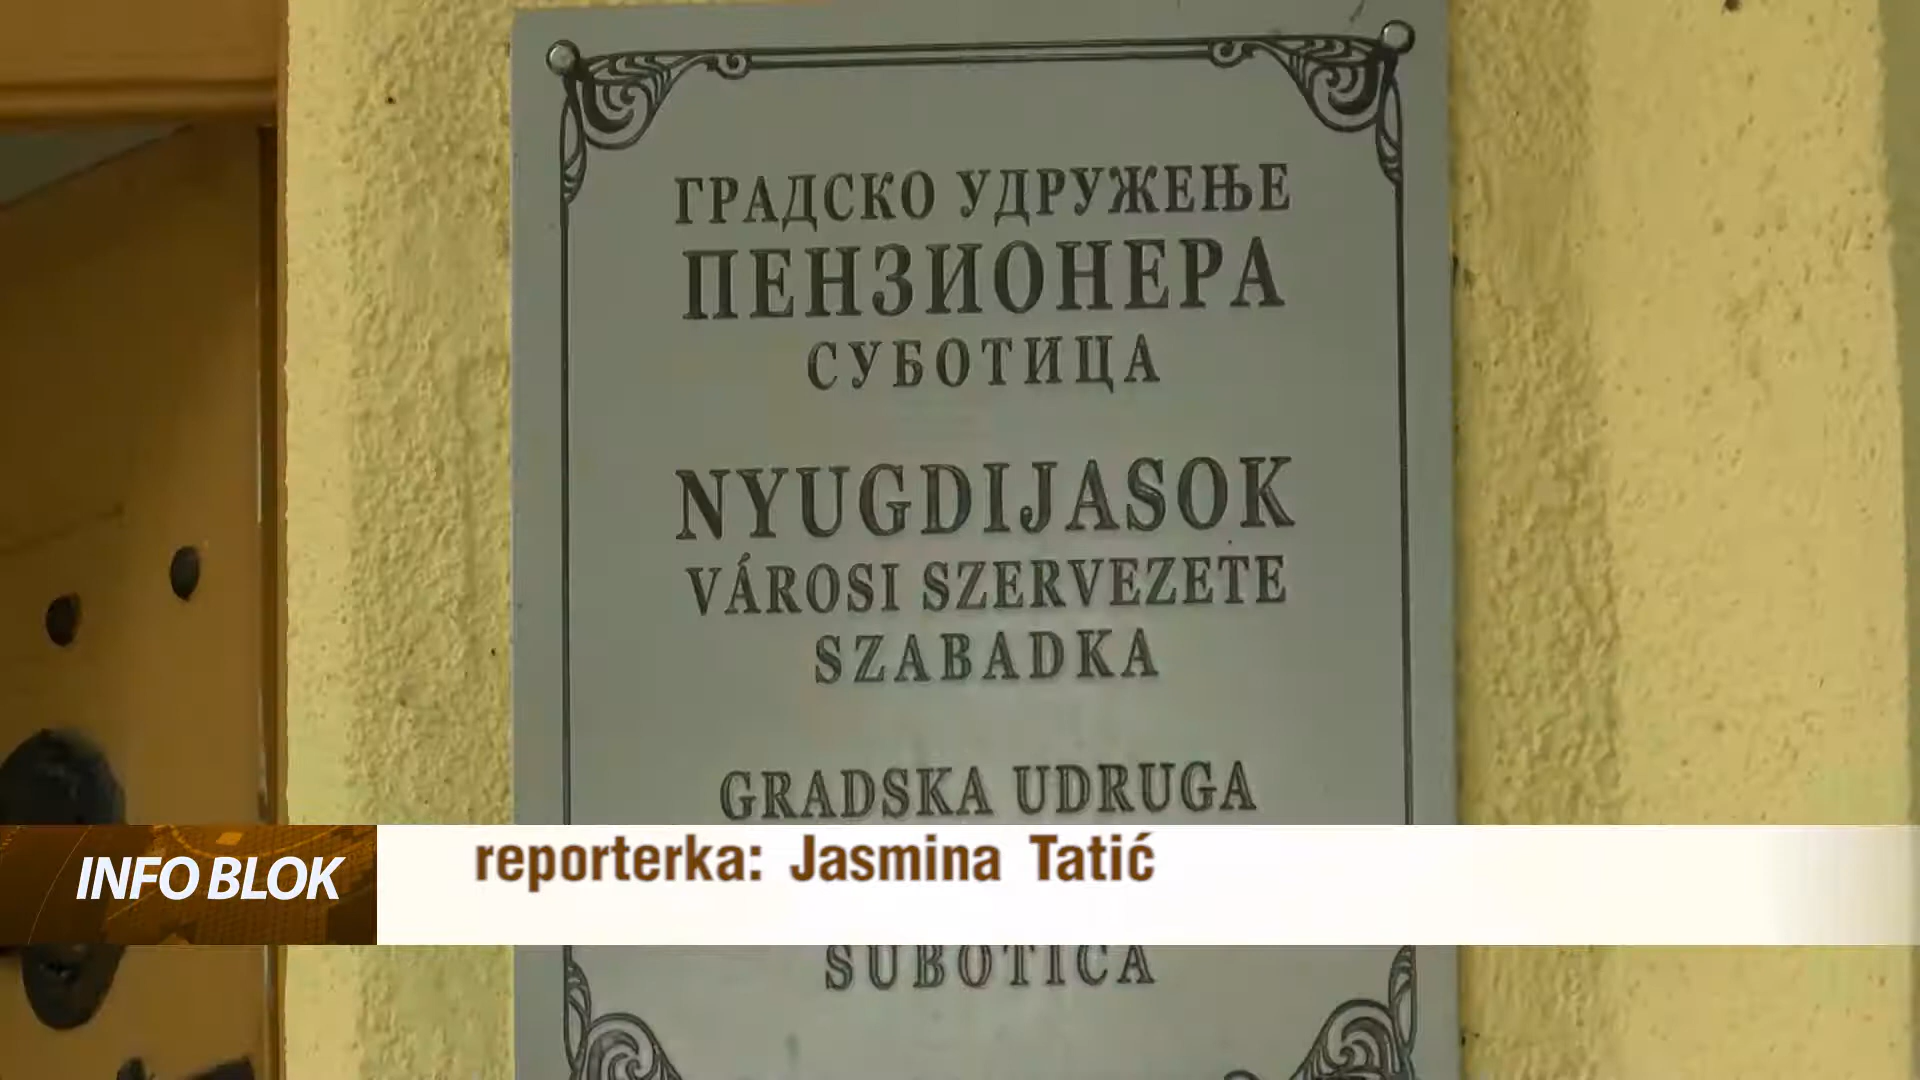 ГРАДСКО УДРУЖЕЊЕ
ПЕНЗИОНЕРА
СУБОТИЦА
NYUGDIJASOK
VÁROSI SZERVEZETE
SZABADKA
GRADSKA UDRUGA
INFO BLOK
reporterka: Jasmina Tatić
SUBOTICA